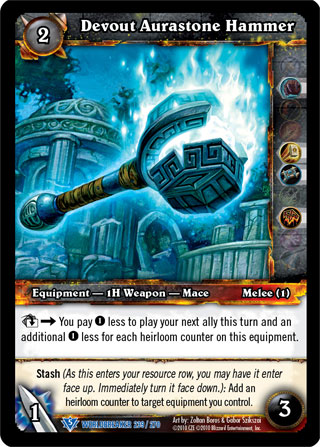 Devout Aurastone Hammer
2
Equipment — 1H Weapon — Mace Melee (1)
You pay 1 less to play your next ally this turn and an
additional 1 less for each heirloom counter on this equipment.
Stash (As this enters your resource row, you may have it enter
face up. Immediately turn it face down.): Add an
heirloom counter to target equipment you control.
1
WORLDBREAKER 239 / 270
Art by: Zoltan Boros & Gabor Szikszai
©2010 CZE ©2010 Blizzard Entertainment, Inc.
3